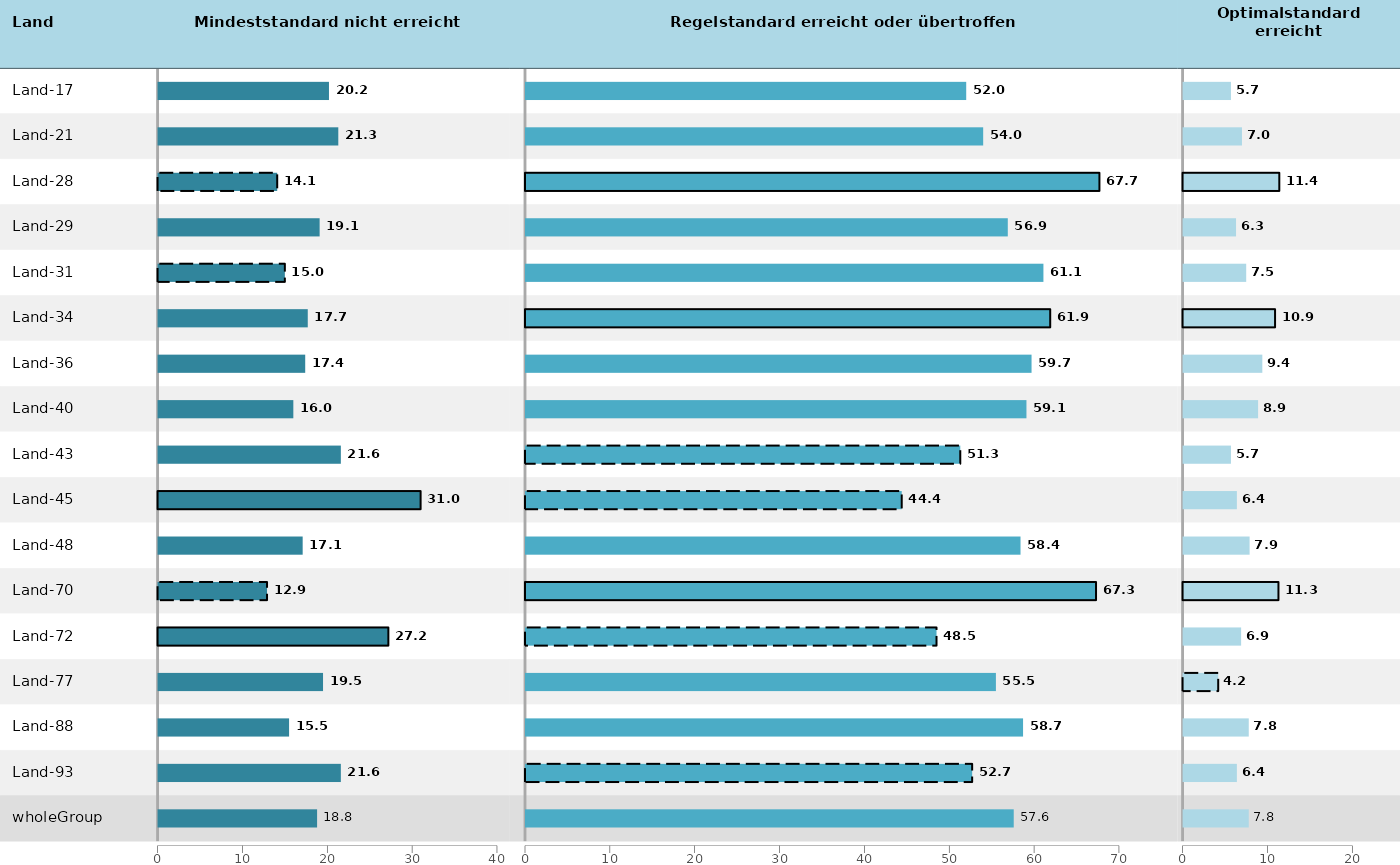 Land Mindeststandard nicht erreicht Regelstandard erreicht oder übertroffen Optimalstandard
erreicht
Land-17 20.2 52.0 5.7
Land-21 21.3 54.0 7.0
Land-28 14.1 67.7 11.4
Land-29 19.1 56.9 6.3
Land-31 15.0 61.1 7.5
Land-34 17.7 61.9 10.9
Land-36 17.4 59.7 9.4
Land-40 16.0 59.1 8.9
Land-43 21.6 51.3 5.7
Land-45 31.0 44.4 6.4
Land-48 17.1 58.4 7.9
Land-70 12.9 67.3 11.3
Land-72 27.2 48.5 6.9
Land-77 19.5 55.5 4.2
Land-88 15.5 58.7 7.8
Land-93 21.6 52.7 6.4
wholeGroup 18.8 57.6 7.8
0 10 20 30 40 0 10 20 30 40 50 60 70 0 10 20